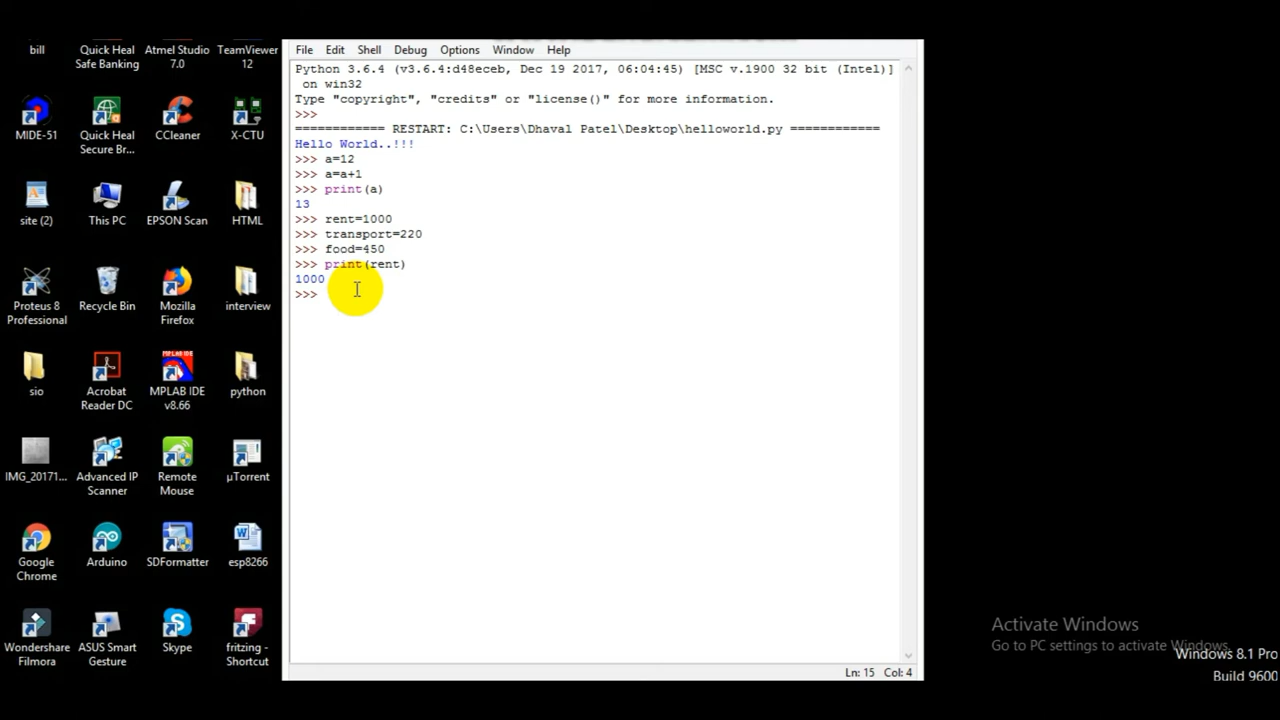 bill
Quick Heal
Safe Banking
Atmel Studio
7.0
TeamViewer
12
MIDE-51
Quick Heal
Secure Br...
CCleaner
X-CTU
site (2)
This PC
EPSON Scan
HTML
Proteus 8
Professional
Recycle Bin
Mozilla
Firefox
interview
sio
Acrobat
Reader DC
MPLAB IDE
v8.66
python
IMG_20171...
Advanced IP
Scanner
Remote
Mouse
µTorrent
Google
Chrome
Arduino
SDFormatter
esp8266
Wondershare
Filmora
ASUS Smart
Gesture
Skype
fritzing -
Shortcut
File Edit Shell Debug Options Window Help
Python 3.6.4 (v3.6.4:d48eceb, Dec 19 2017, 06:04:45) [MSC v.1900 32 bit (Intel)]
on win32
Type "copyright", "credits" or "license()" for more information.
>>>
============ RESTART: C:\Users\Dhaval Patel\Desktop\helloworld.py ============
Hello World..!!!
>>> a=12
>>> a=a+1
>>> print(a)
13
>>> rent=1000
>>> transport=220
>>> food=450
>>> print(rent)
1000
>>>
Ln: 15 Col: 4
Activate Windows
Go to PC settings to activate Windows.
Windows 8.1 Pro
Build 9600